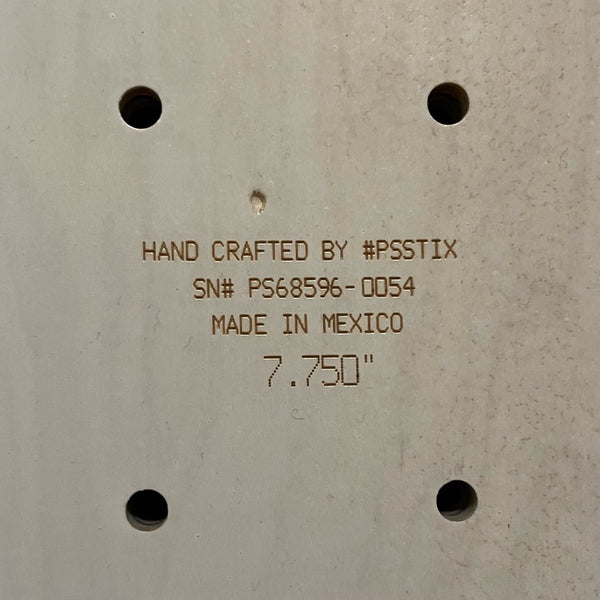 HAND CRAFTED BY #PSSTIX
SN# PS68596-0054
MADE IN MEXICO
7.750"